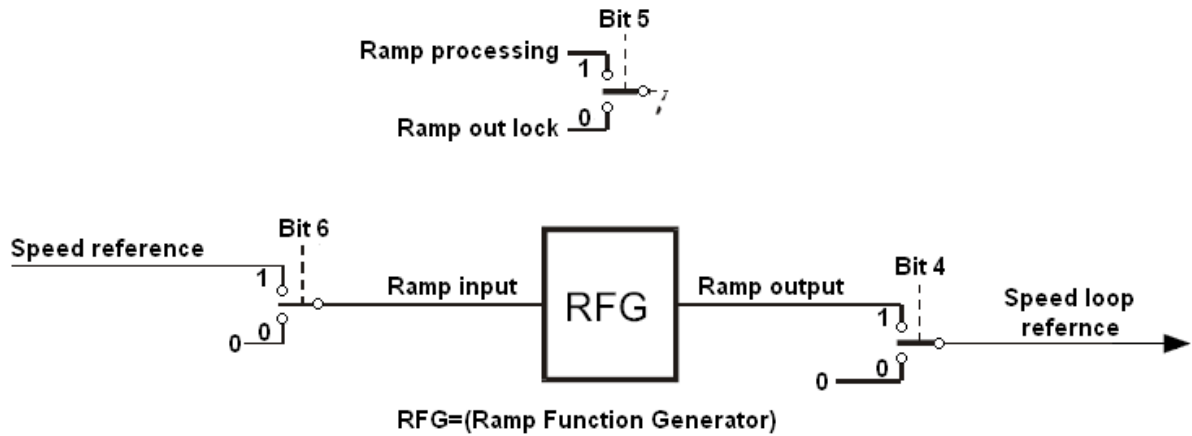 Bit 5
Ramp processing
1
0
Ramp out lock
Bit 6
Speed reference
1
0
0
Ramp input
RFG
Ramp output
Bit 4
1
0
0
Speed loop
refernce
RFG=(Ramp Function Generator)